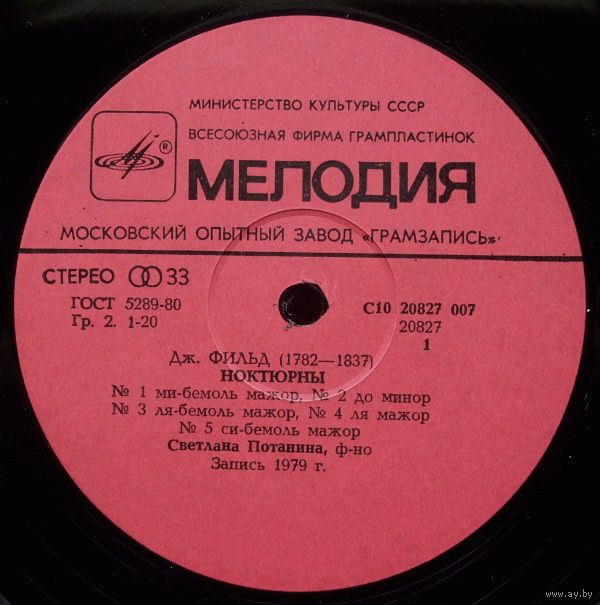 МИНИСТЕРСТВО КУЛЬТУРЫ СССР
ВСЕСОЮЗНАЯ ФИРМА ГРАМПЛАСТИНОК
®
МЕЛОДИЯ
МОСКОВСКИЙ ОПЫТНЫЙ ЗАВОД «ГРАМЗАПИСЬ»
СТЕРЕО 33
ГОСТ 5289-80
Гр. 2. 1-20
С10 20827 007
20827
1
Дж. ФИЛЬД (1782—1837)
НОКТЮРНЫ
№ 1 ми-бемоль мажор, № 2 до минор
№ 3 ля-бемоль мажор, № 4 ля мажор
№ 5 си-бемоль мажор
Светлана Потанина, ф-но
Запись 1979 г.
www.ay.by